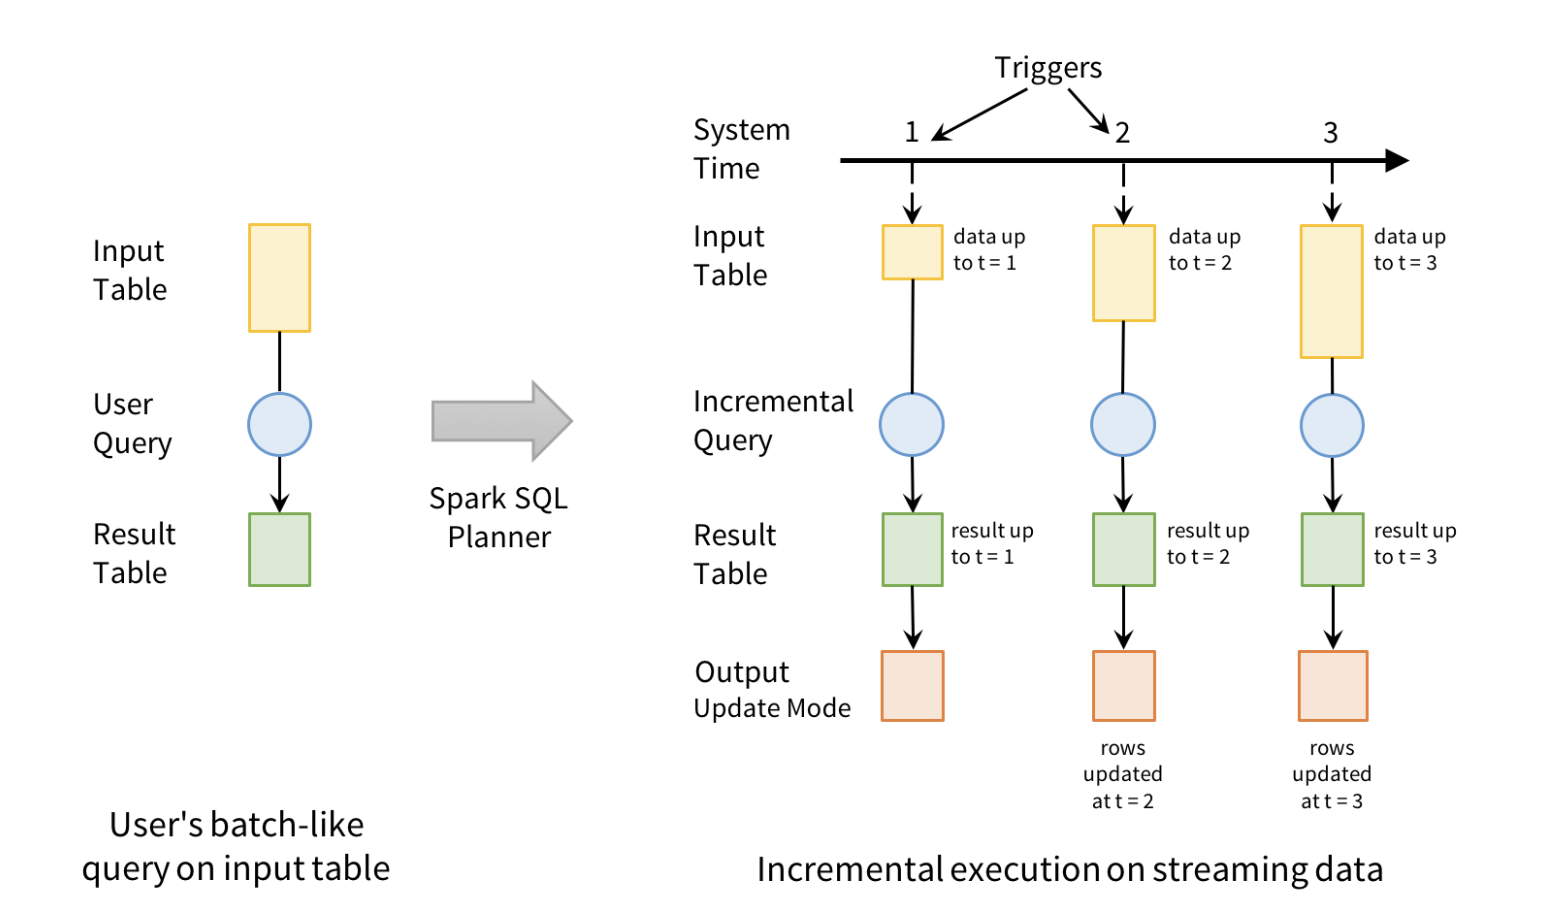 Triggers
System
Time
1
2
3
Input
Table
Input
Table
data up
to t = 1
data up
to t = 2
data up
to t = 3
User
Query
Incremental
Query
Spark SQL
Planner
Result
Table
Result
Table
result up
to t = 1
result up
to t = 2
result up
to t = 3
Output
Update Mode
rows
updated
at t = 2
rows
updated
at t = 3
User's batch-like
query on input table
Incremental execution on streaming data